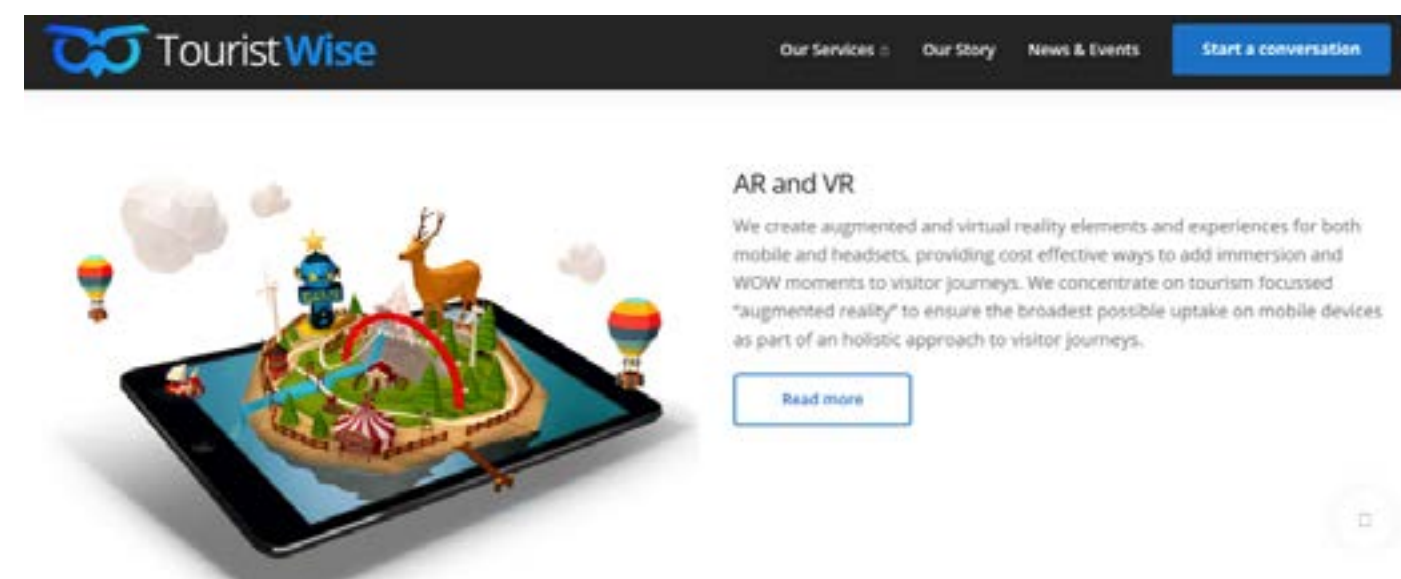 Tourist Wise
Our Services
Our Story
News & Events
Start a conversation
AR and VR
We create augmented and virtual reality elements and experiences for both
mobile and headsets, providing cost effective ways to add immersion and
WOW moments to visitor journeys. We concentrate on tourism focussed
"augmented reality" to ensure the broadest possible uptake on mobile devices
as part of an holistic approach to visitor journeys.
Read more